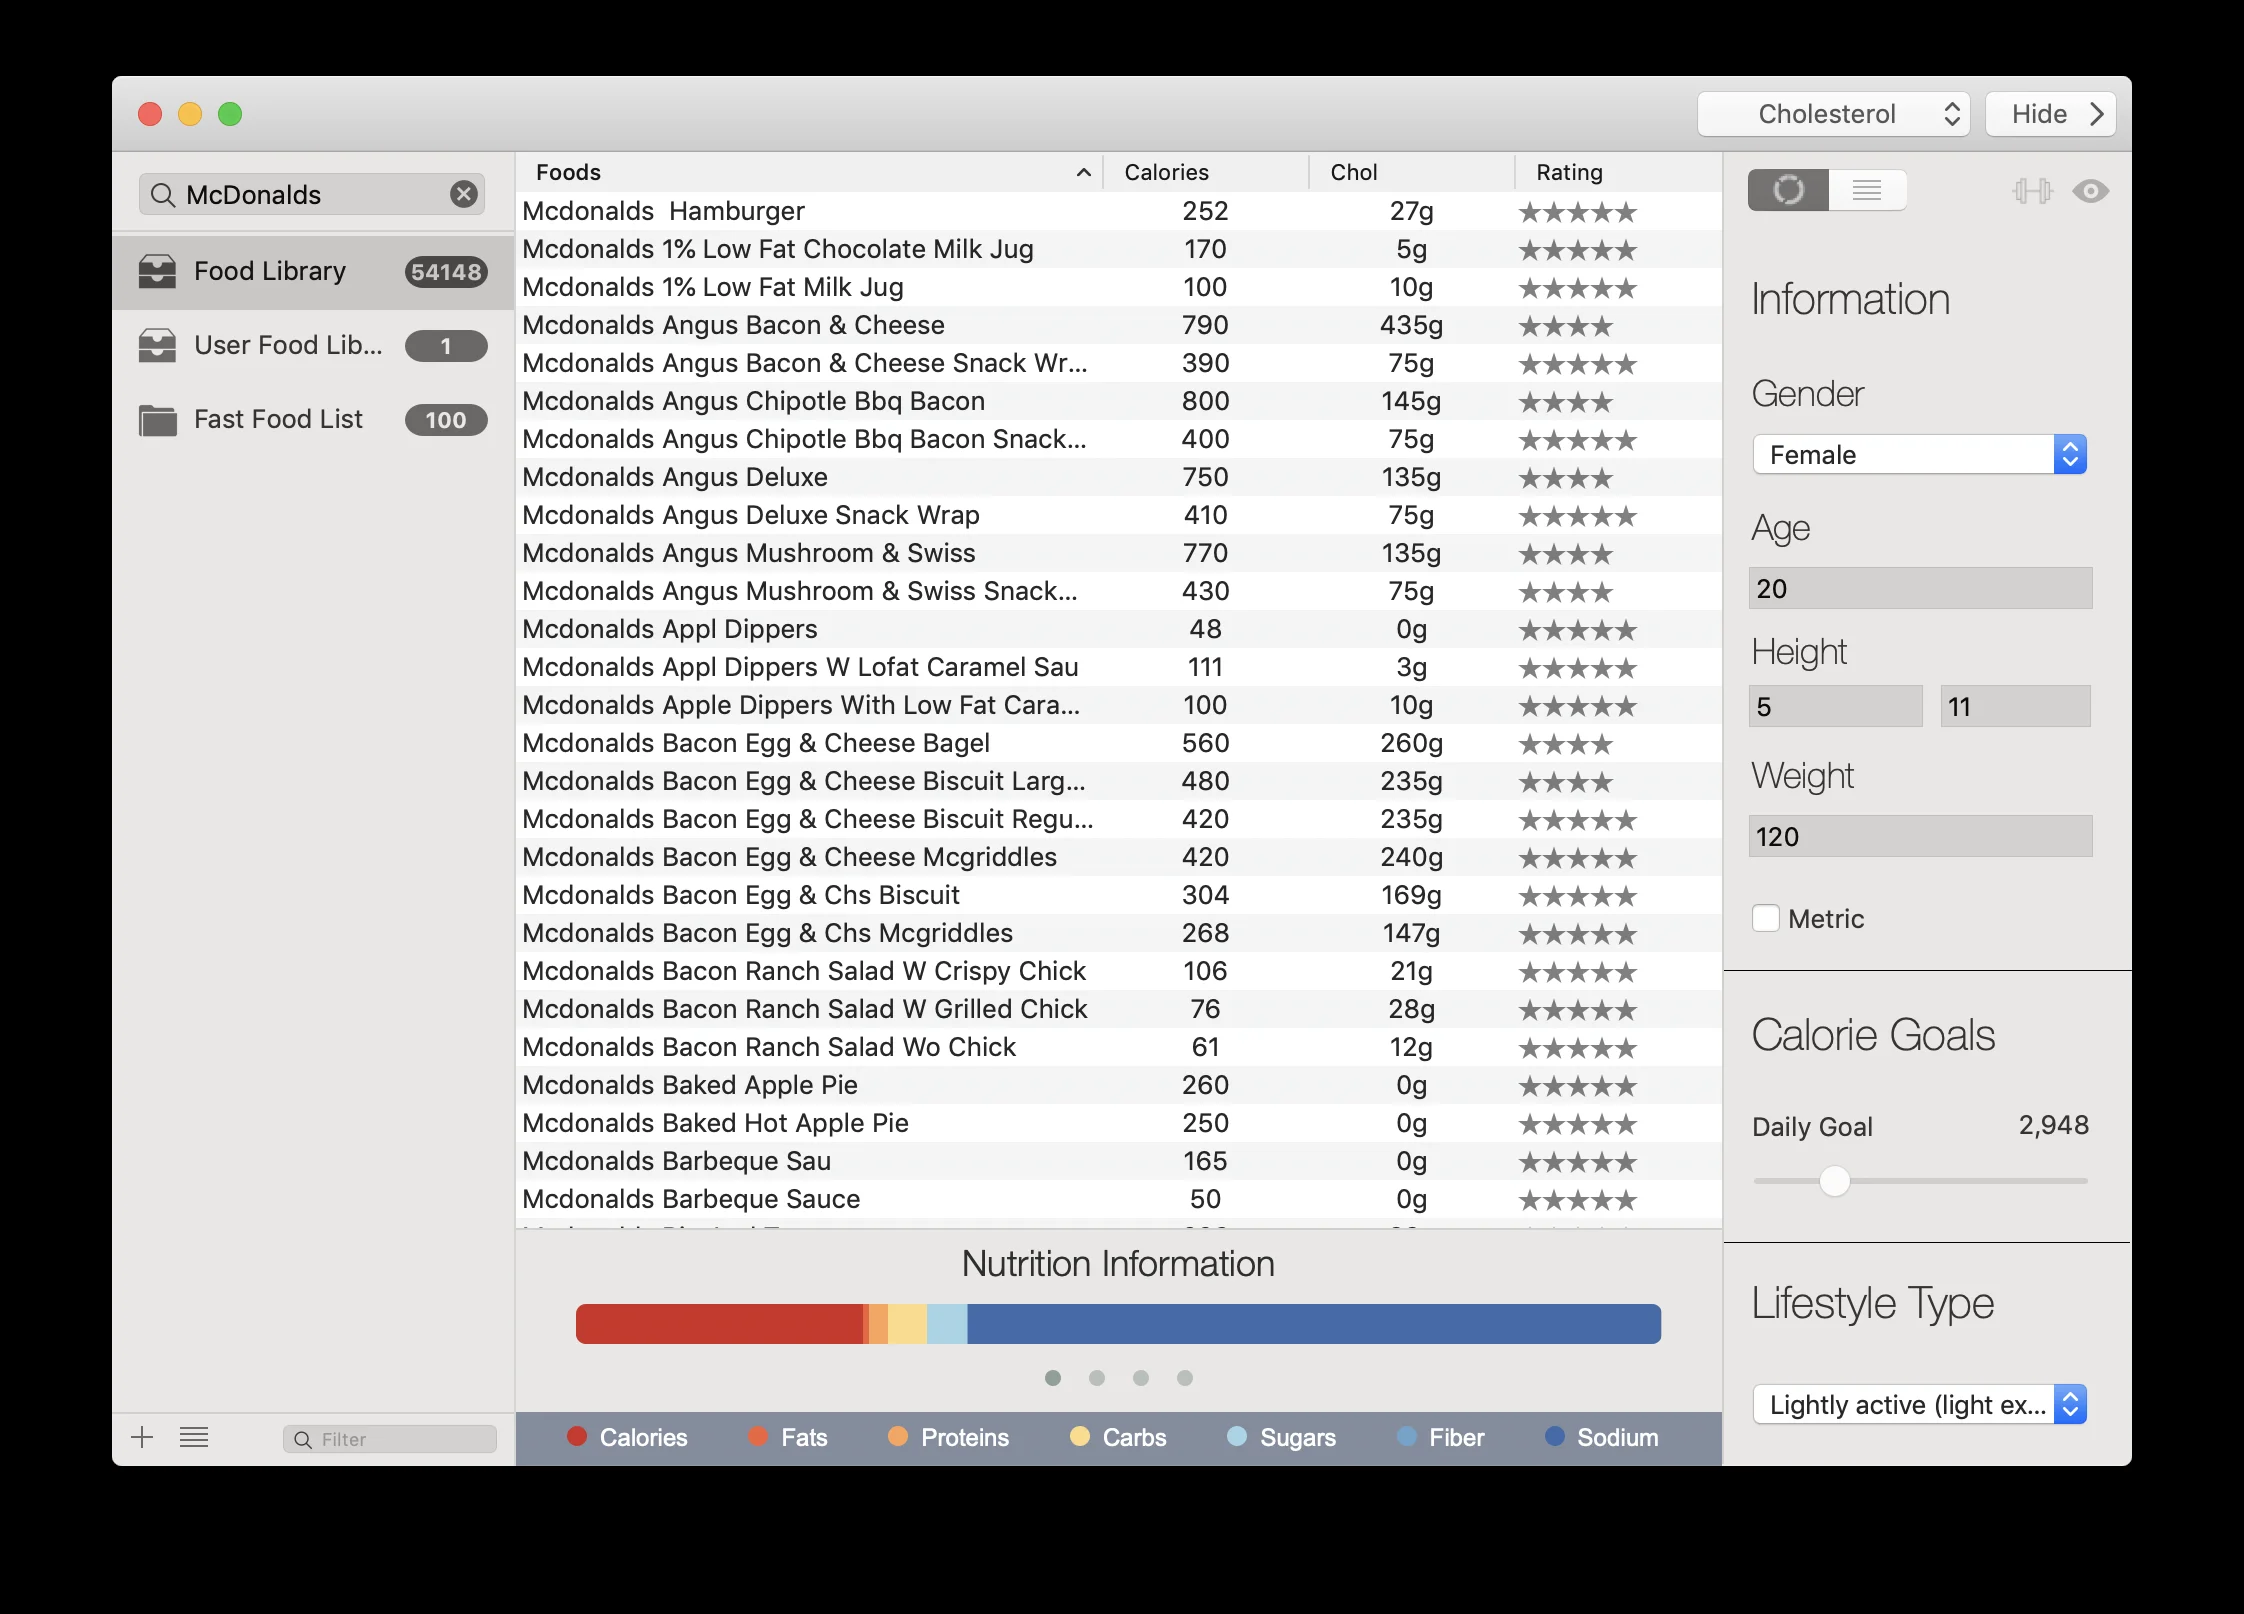 Cholesterol
Hide
McDonalds
Food Library 54148
User Food Lib... 1
Fast Food List 100
Filter
Foods Calories Chol Rating
Mcdonalds  Hamburger 252 27g ★★★★★
Mcdonalds 1% Low Fat Chocolate Milk Jug 170 5g ★★★★★
Mcdonalds 1% Low Fat Milk Jug 100 10g ★★★★★
Mcdonalds Angus Bacon & Cheese 790 435g ★★★★
Mcdonalds Angus Bacon & Cheese Snack Wr... 390 75g ★★★★★
Mcdonalds Angus Chipotle Bbq Bacon 800 145g ★★★★
Mcdonalds Angus Chipotle Bbq Bacon Snack... 400 75g ★★★★★
Mcdonalds Angus Deluxe 750 135g ★★★★
Mcdonalds Angus Deluxe Snack Wrap 410 75g ★★★★★
Mcdonalds Angus Mushroom & Swiss 770 135g ★★★★
Mcdonalds Angus Mushroom & Swiss Snack... 430 75g ★★★★
Mcdonalds Appl Dippers 48 0g ★★★★★
Mcdonalds Appl Dippers W Lofat Caramel Sau 111 3g ★★★★★
Mcdonalds Apple Dippers With Low Fat Cara... 100 10g ★★★★★
Mcdonalds Bacon Egg & Cheese Bagel 560 260g ★★★★
Mcdonalds Bacon Egg & Cheese Biscuit Larg... 480 235g ★★★★
Mcdonalds Bacon Egg & Cheese Biscuit Regu... 420 235g ★★★★★
Mcdonalds Bacon Egg & Cheese Mcgriddles 420 240g ★★★★★
Mcdonalds Bacon Egg & Chs Biscuit 304 169g ★★★★★
Mcdonalds Bacon Egg & Chs Mcgriddles 268 147g ★★★★★
Mcdonalds Bacon Ranch Salad W Crispy Chick 106 21g ★★★★★
Mcdonalds Bacon Ranch Salad W Grilled Chick 76 28g ★★★★★
Mcdonalds Bacon Ranch Salad Wo Chick 61 12g ★★★★★
Mcdonalds Baked Apple Pie 260 0g ★★★★★
Mcdonalds Baked Hot Apple Pie 250 0g ★★★★★
Mcdonalds Barbeque Sau 165 0g ★★★★★
Mcdonalds Barbeque Sauce 50 0g ★★★★★
Nutrition Information
Calories Fats Proteins Carbs Sugars Fiber Sodium
Information
Gender
Female
Age
20
Height
5 11
Weight
120
Metric
Calorie Goals
Daily Goal 2,948
Lifestyle Type
Lightly active (light ex...